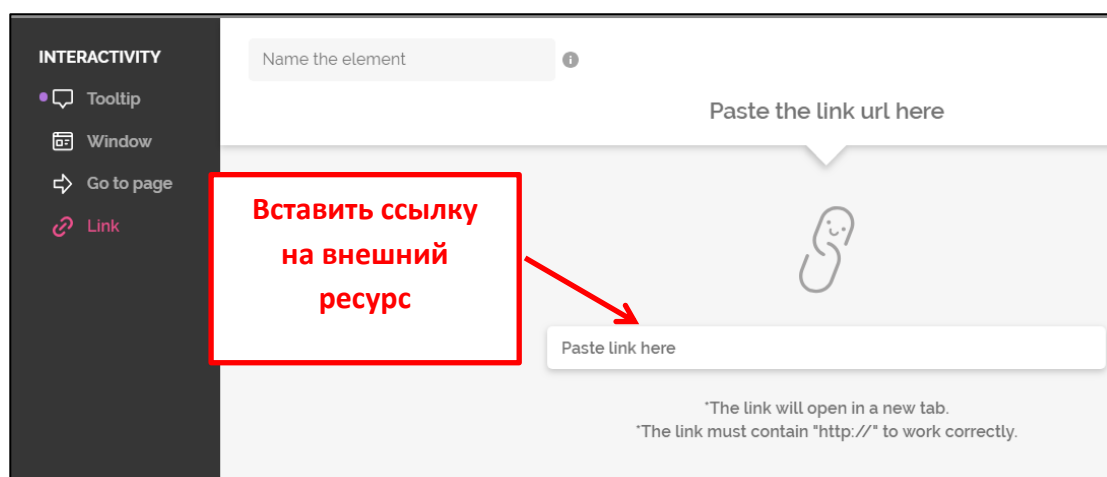 INTERACTIVITY
Tooltip
Window
Go to page
Link
Name the element
Paste the link url here
Вставить ссылку
на внешний
ресурс
Paste link here
*The link will open in a new tab.
*The link must contain "http://" to work correctly.